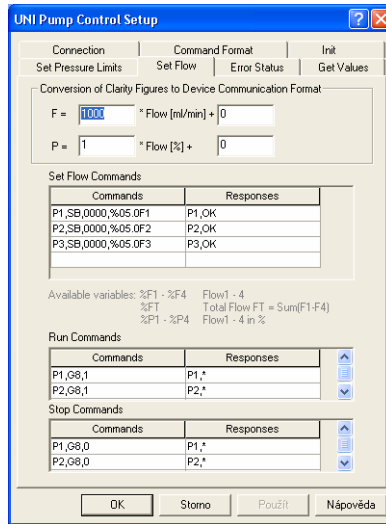 UNI Pump Control Setup
Connection Command Format Init
Set Pressure Limits Set Flow Error Status Get Values
Conversion of Clarity Figures to Device Communication Format
F = 1000 * Flow [ml/min] + 0
P = 1 * Flow [%] + 0
Set Flow Commands
Commands Responses
P1,SB,0000,%05.0F1 P1,OK
P2,SB,0000,%05.0F2 P2,OK
P3,SB,0000,%05.0F3 P3,OK
Available variables: %F1 - %F4 Flow1 - 4
%FT Total Flow FT = Sum(F1-F4)
%P1 - %P4 Flow1 - 4 in %
Run Commands
Commands Responses
P1,G8,1 P1,*
P2,G8,1 P2,*
Stop Commands
Commands Responses
P1,G8,0 P1,*
P2,G8,0 P2,*
OK Storno Použít Nápověda